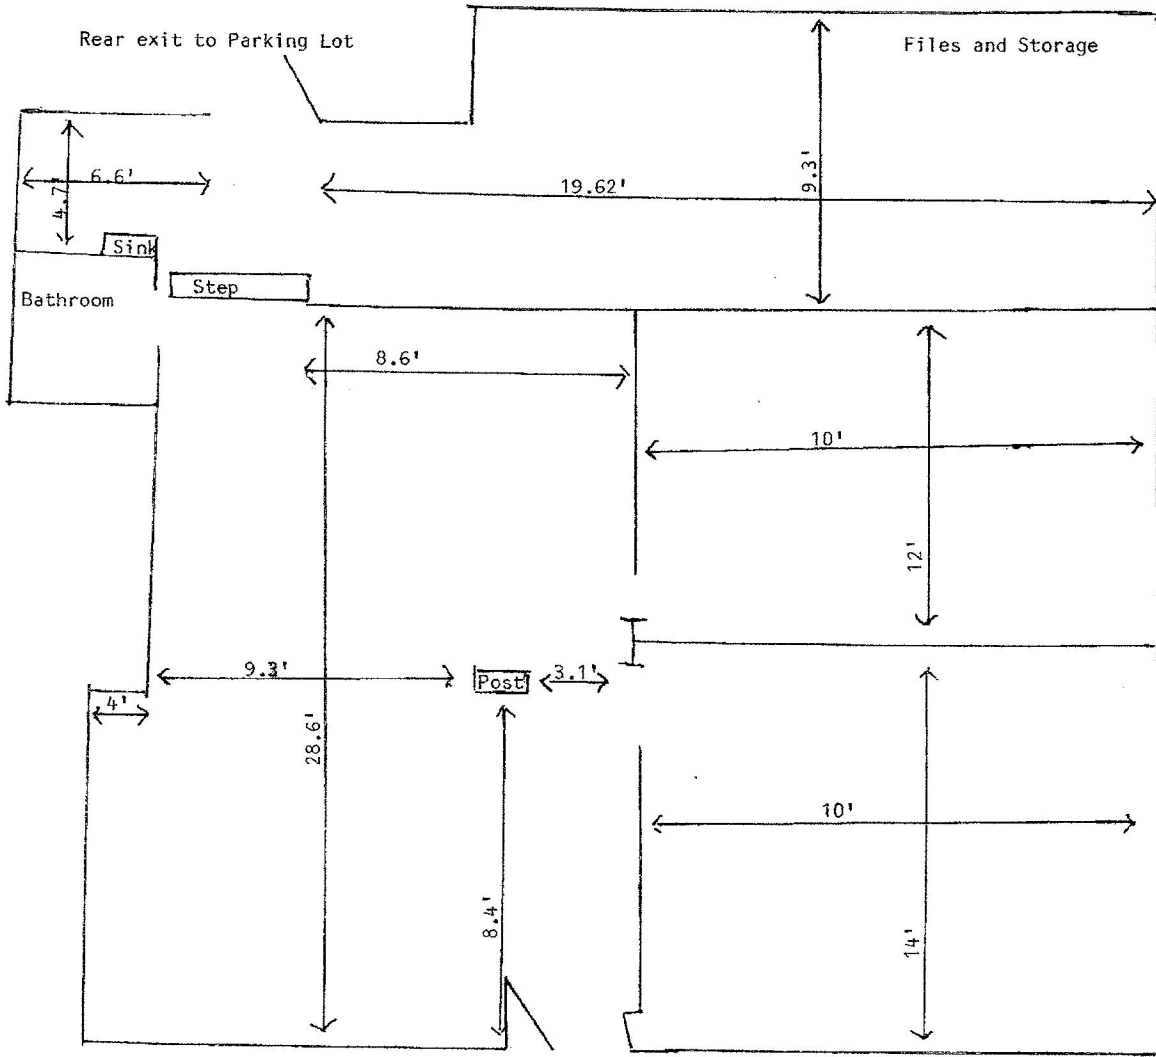 Rear exit to Parking Lot
Files and Storage
6.6'
4.7'
19.62'
9.3'
Sink
Bathroom
Step
8.6'
10'
12'
9.3'
Post
3.1'
4'
28.6'
10'
8.4'
14'